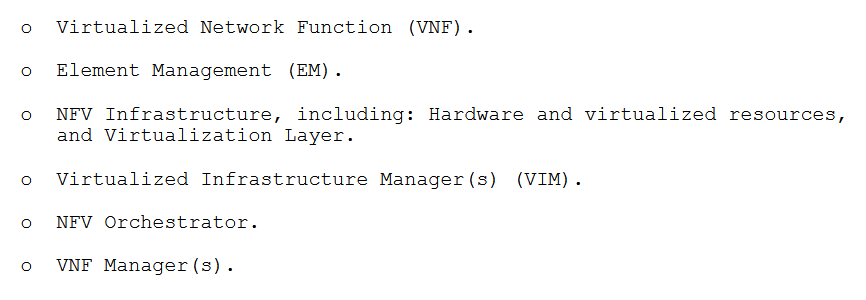 o Virtualized Network Function (VNF).
o Element Management (EM).
o NFV Infrastructure, including: Hardware and virtualized resources,
and Virtualization Layer.
o Virtualized Infrastructure Manager(s) (VIM).
o NFV Orchestrator.
o VNF Manager(s).